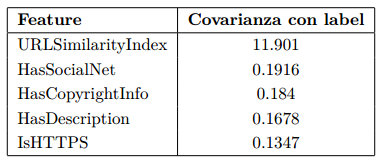 Feature Covarianza con label
URLSimilarityIndex 11.901
HasSocialNet 0.1916
HasCopyrightInfo 0.184
HasDescription 0.1678
IsHTTPS 0.1347